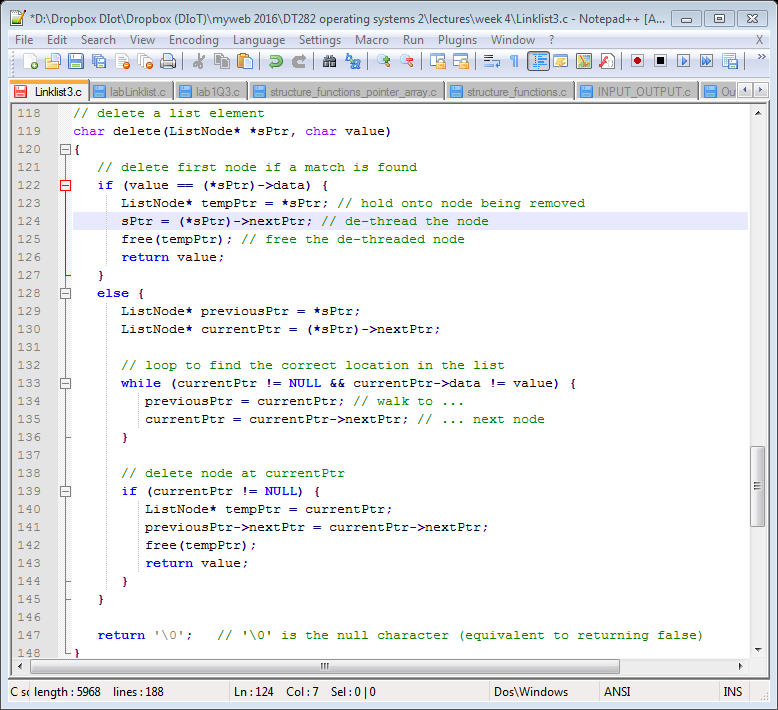 *D:\Dropbox DIot\Dropbox (DIoT)\myweb 2016\DT282 operating systems 2\lectures\week 4\Linklist3.c - Notepad++ [A...
File Edit Search View Encoding Language Settings Macro Run Plugins Window ? X
Linklist3.c labLinklist.c lab1Q3.c structure_functions_pointer_array.c structure_functions.c INPUT_OUTPUT.c Ou
118 // delete a list element
119 char delete(ListNode* *sPtr, char value)
120 {
121 // delete first node if a match is found
122 if (value == (*sPtr)->data) {
123 ListNode* tempPtr = *sPtr; // hold onto node being removed
124 sPtr = (*sPtr)->nextPtr; // de-thread the node
125 free(tempPtr); // free the de-threaded node
126 return value;
127 }
128 else {
129 ListNode* previousPtr = *sPtr;
130 ListNode* currentPtr = (*sPtr)->nextPtr;
131
132 // loop to find the correct location in the list
133 while (currentPtr != NULL && currentPtr->data != value) {
134 previousPtr = currentPtr; // walk to ...
135 currentPtr = currentPtr->nextPtr; // ... next node
136 }
137
138 // delete node at currentPtr
139 if (currentPtr != NULL) {
140 ListNode* tempPtr = currentPtr;
141 previousPtr->nextPtr = currentPtr->nextPtr;
142 free(tempPtr);
143 return value;
144 }
145 }
146
147 return '\0'; // '\0' is the null character (equivalent to returning false)
148 }
C sc length : 5968 lines : 188 Ln : 124 Col : 7 Sel : 0 | 0 Dos\Windows ANSI INS